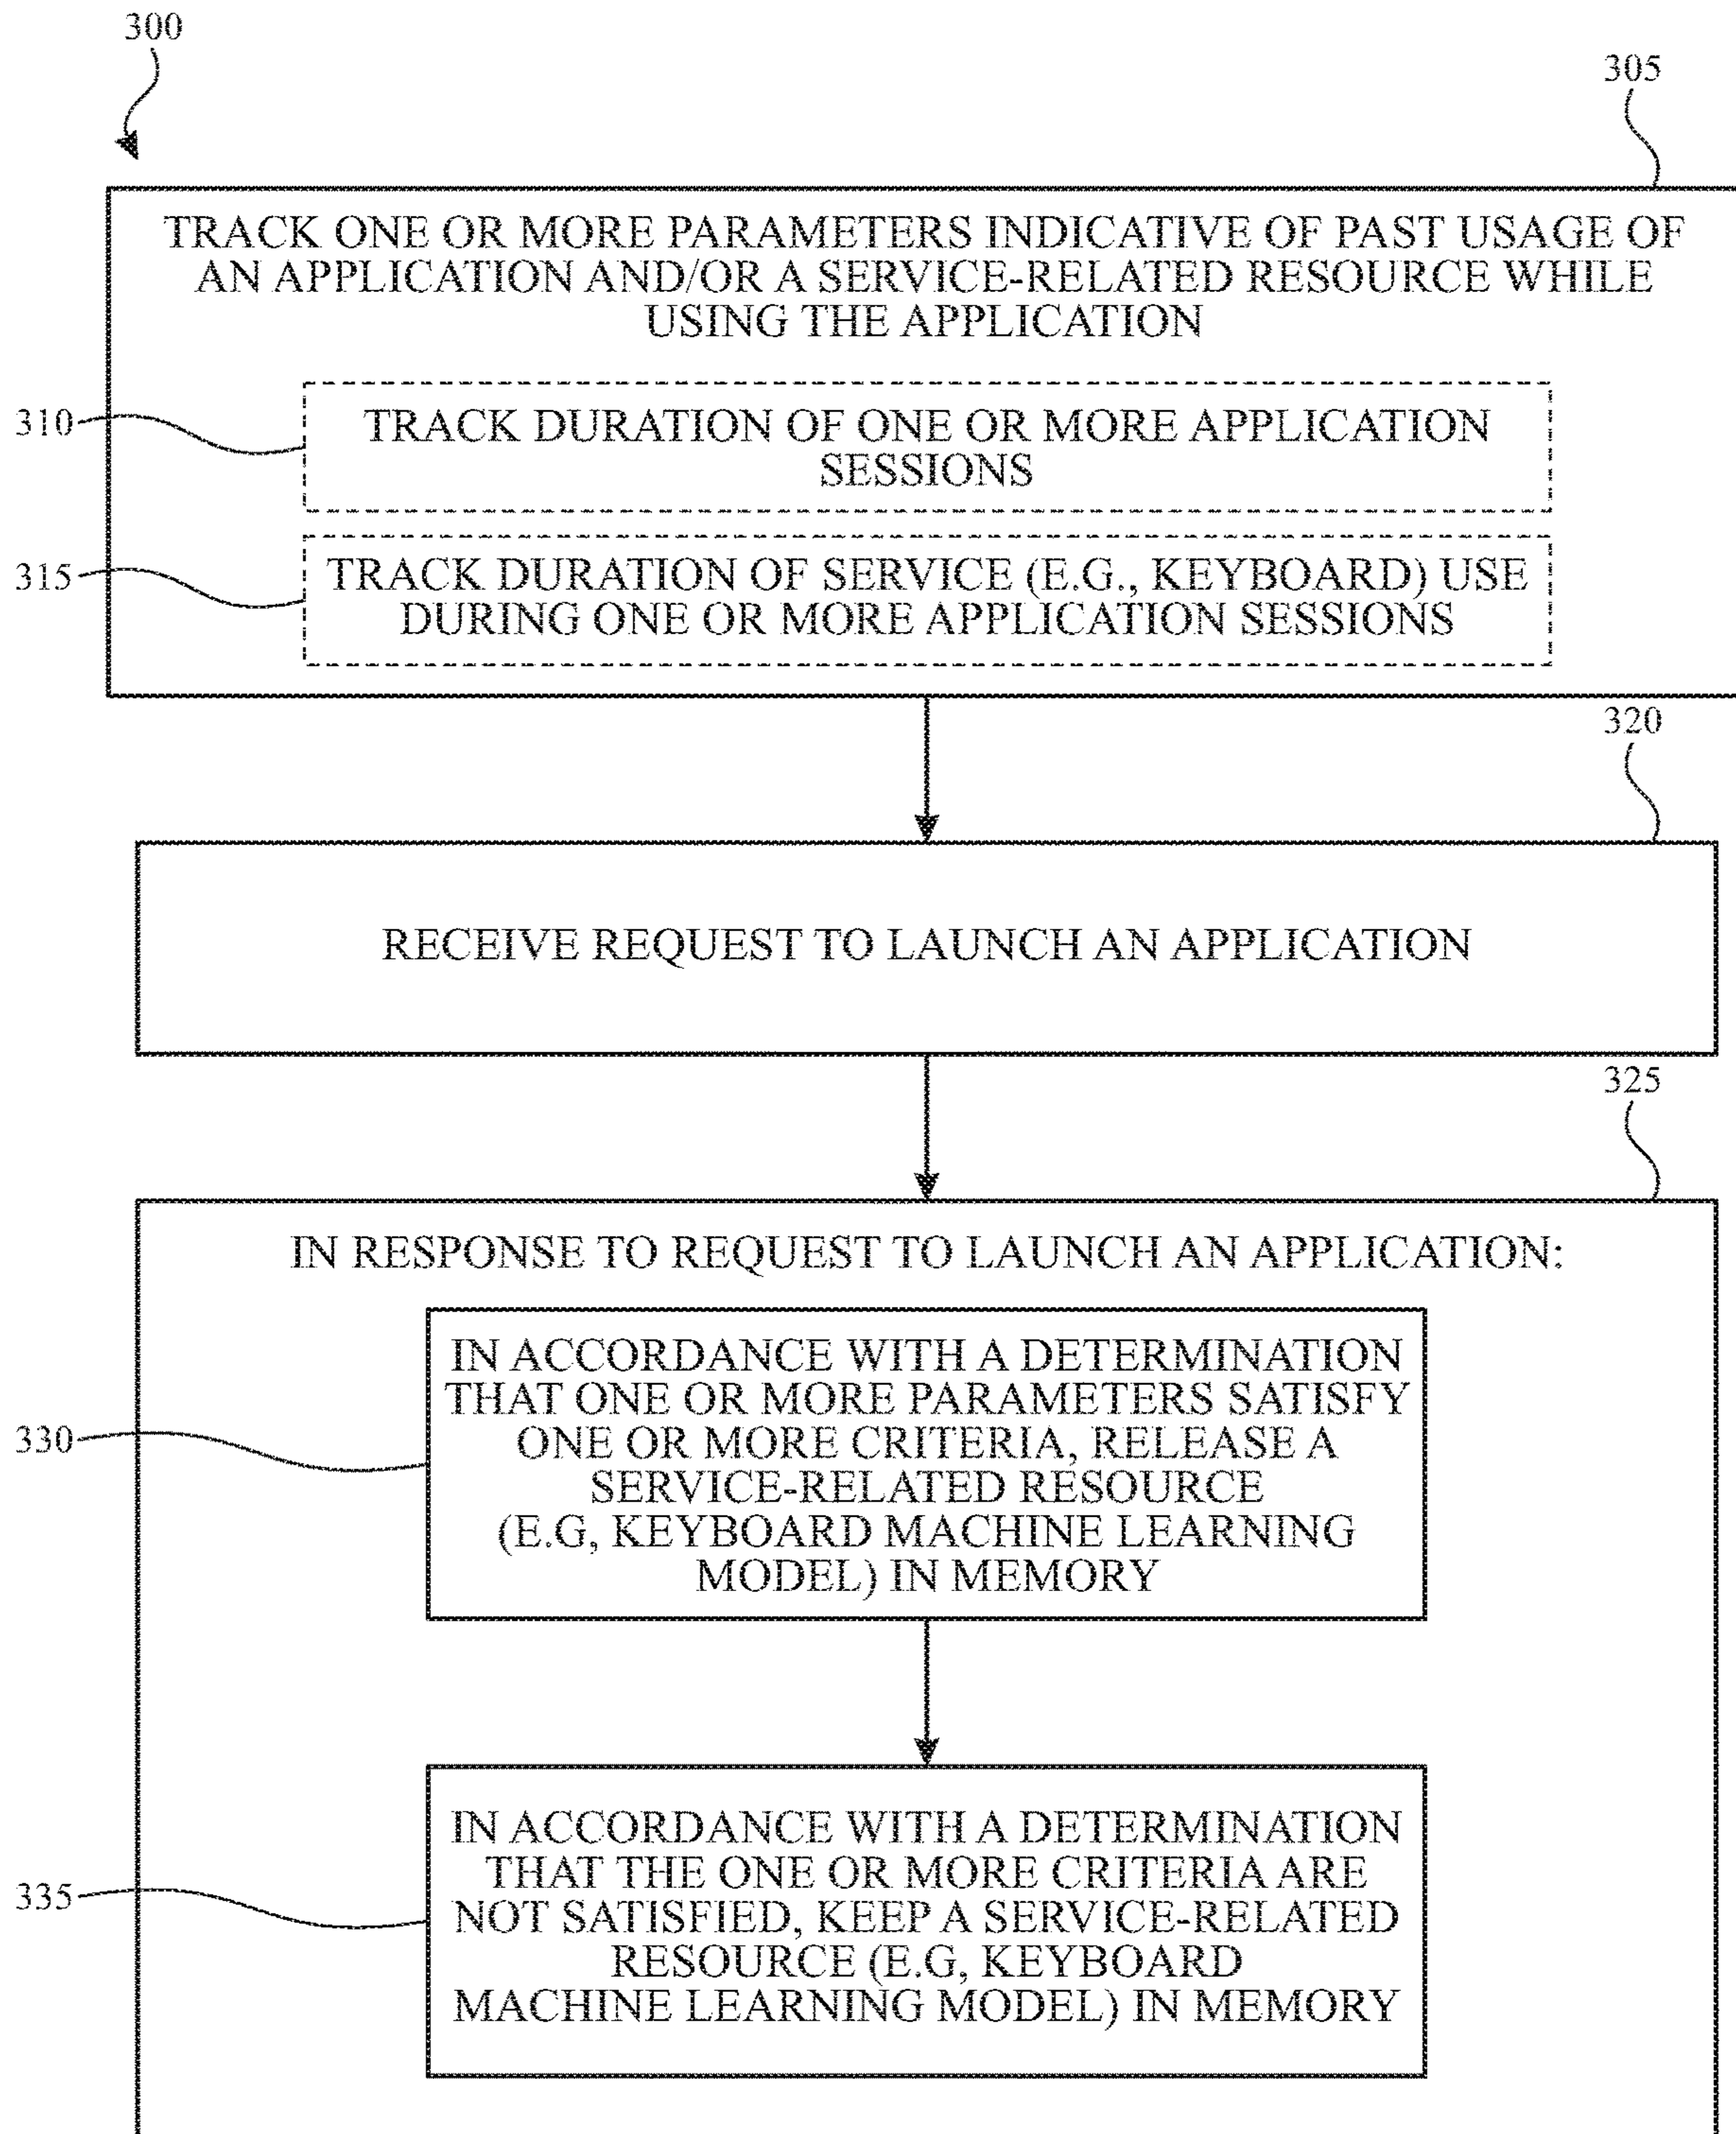 300
305
TRACK ONE OR MORE PARAMETERS INDICATIVE OF PAST USAGE OF
AN APPLICATION AND/OR A SERVICE-RELATED RESOURCE WHILE
USING THE APPLICATION
310
TRACK DURATION OF ONE OR MORE APPLICATION
SESSIONS
315
TRACK DURATION OF SERVICE (E.G., KEYBOARD) USE
DURING ONE OR MORE APPLICATION SESSIONS
320
RECEIVE REQUEST TO LAUNCH AN APPLICATION
325
IN RESPONSE TO REQUEST TO LAUNCH AN APPLICATION:
330
IN ACCORDANCE WITH A DETERMINATION
THAT ONE OR MORE PARAMETERS SATISFY
ONE OR MORE CRITERIA, RELEASE A
SERVICE-RELATED RESOURCE
(E.G, KEYBOARD MACHINE LEARNING
MODEL) IN MEMORY
335
IN ACCORDANCE WITH A DETERMINATION
THAT THE ONE OR MORE CRITERIA ARE
NOT SATISFIED, KEEP A SERVICE-RELATED
RESOURCE (E.G, KEYBOARD
MACHINE LEARNING MODEL) IN MEMORY